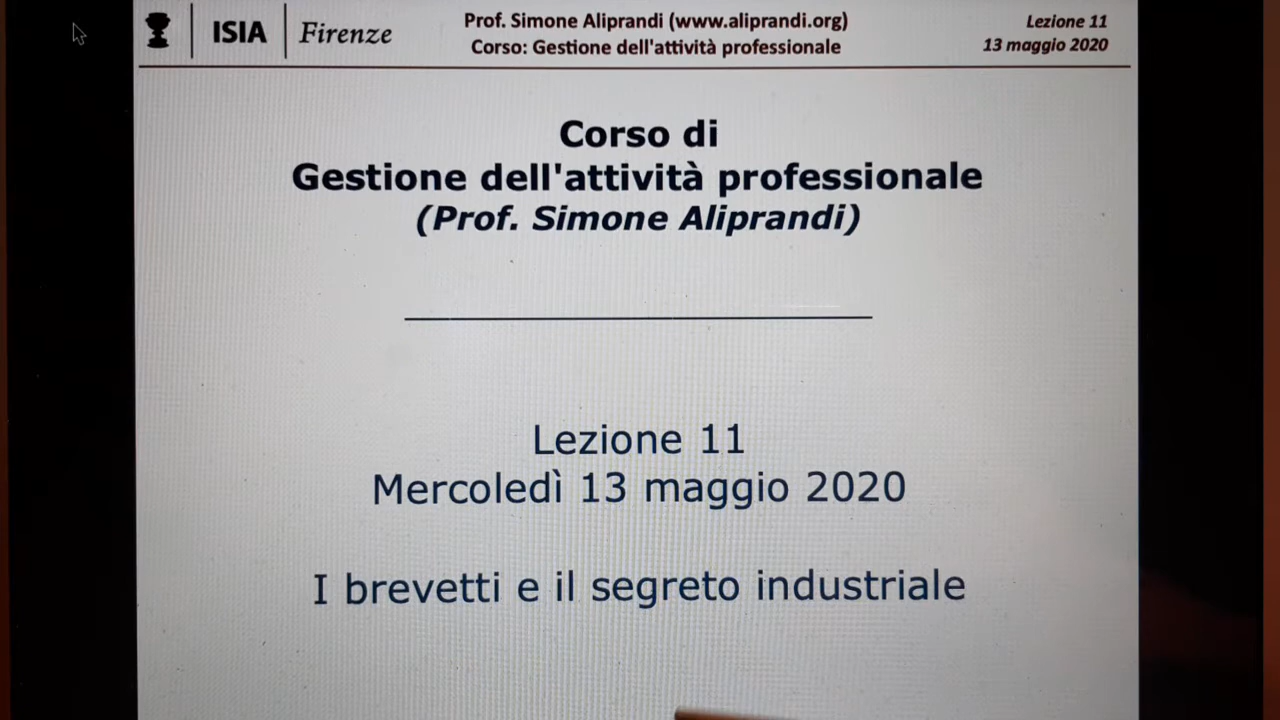 ISIA Firenze
Prof. Simone Aliprandi (www.aliprandi.org)
Corso: Gestione dell'attività professionale
Lezione 11
13 maggio 2020
Corso di
Gestione dell'attività professionale
(Prof. Simone Aliprandi)
Lezione 11
Mercoledì 13 maggio 2020
I brevetti e il segreto industriale